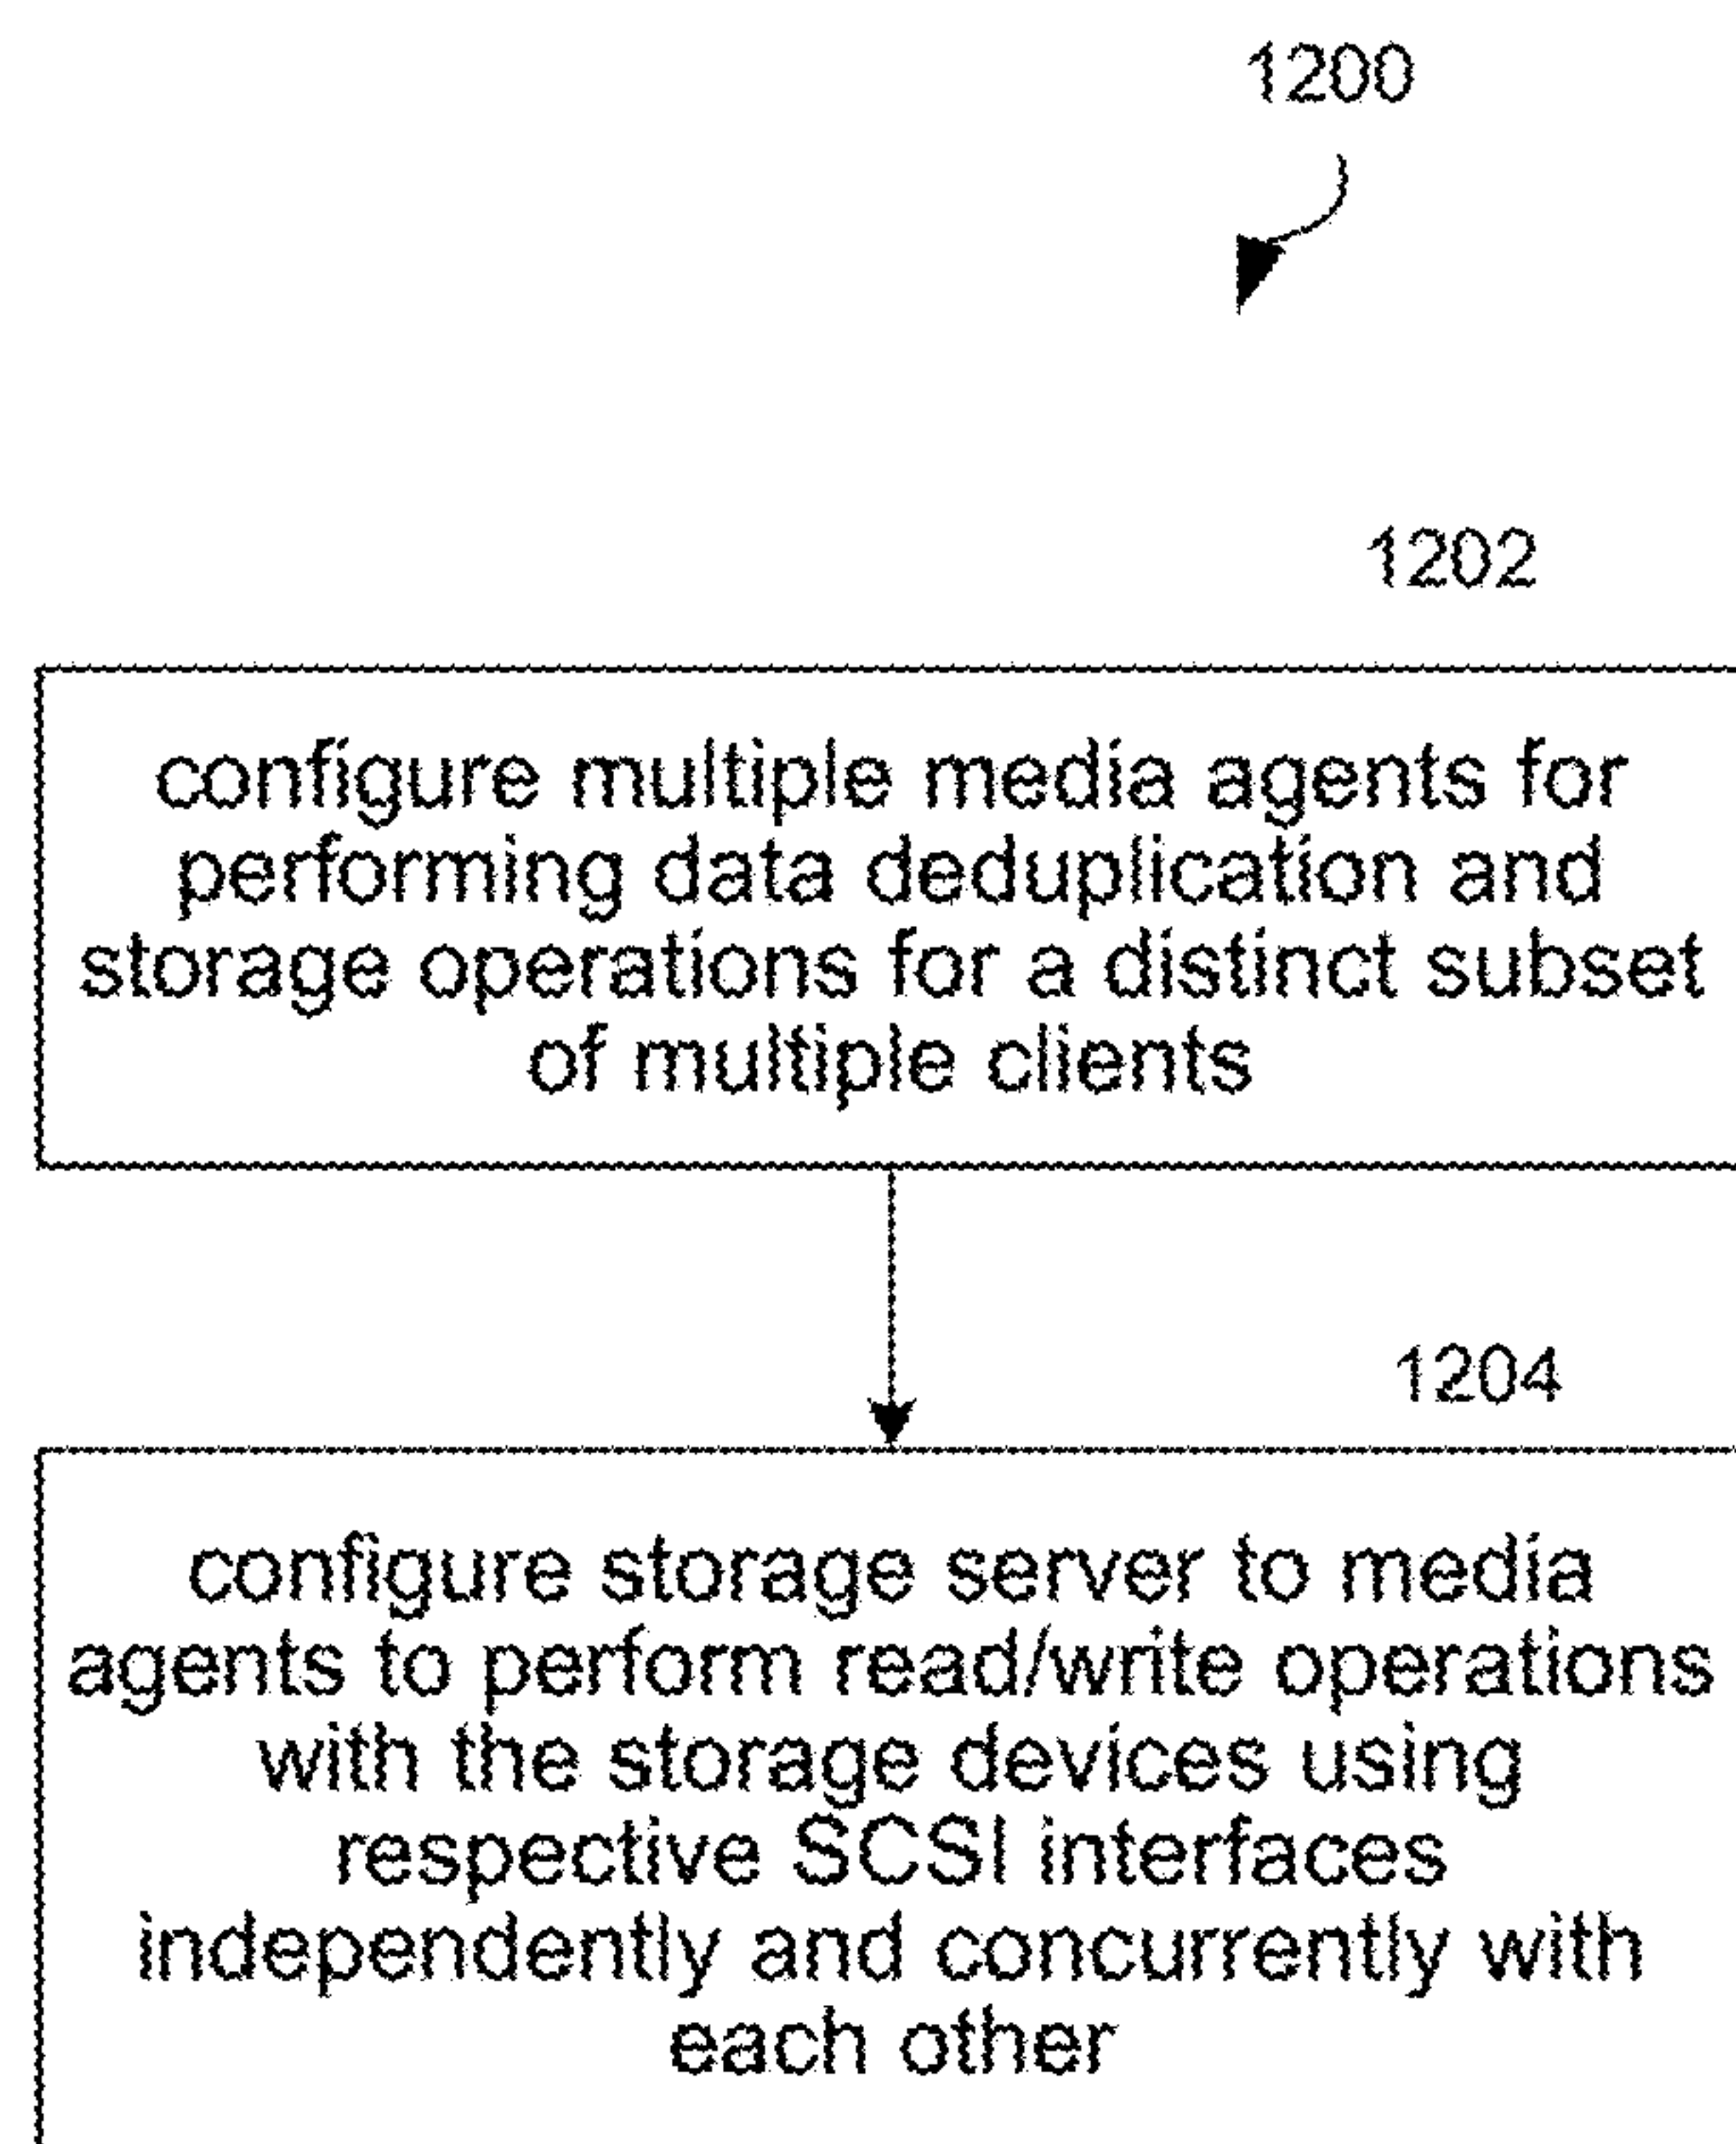 1200
1202
configure multiple media agents for
performing data deduplication and
storage operations for a distinct subset
of multiple clients
1204
configure storage server to media
agents to perform read/write operations
with the storage devices using
respective SCSI interfaces
independently and concurrently with
each other